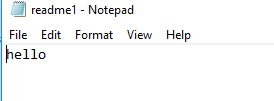 readme1 - Notepad
File Edit Format View Help
hello